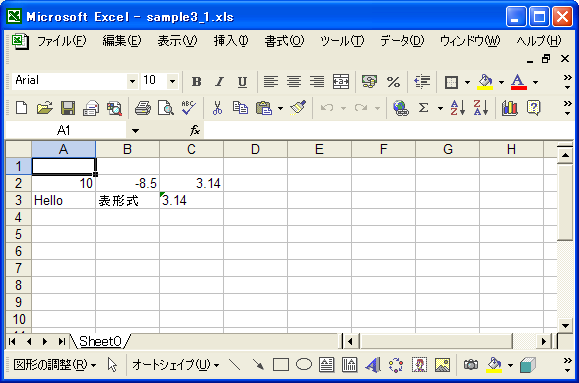 Microsoft Excel - sample3_1.xls
ファイル(F) 編集(E) 表示(V) 挿入(I) 書式(O) ツール(T) データ(D) ウィンドウ(W) ヘルプ(H)
Arial 10 B I U %
ABC Σ A Z Z A ?
A1 fx
A B C D E F G H
1
2 10 -8.5 3.14
3 Hello 表形式 3.14
4
5
6
7
8
9
10
Sheet0
図形の調整(R) オートシェイプ(U) A A